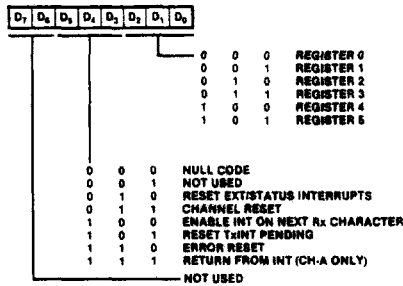 D7 D6 D5 D4 D3 D2 D1 D0
0 0 0 REGISTER 0
0 0 1 REGISTER 1
0 1 0 REGISTER 2
0 1 1 REGISTER 3
1 0 0 REGISTER 4
1 0 1 REGISTER 5
0 0 0 NULL CODE
0 0 1 NOT USED
0 1 0 RESET EXT/STATUS INTERRUPTS
0 1 1 CHANNEL RESET
1 0 0 ENABLE INT ON NEXT Rx CHARACTER
1 0 1 RESET TxINT PENDING
1 1 0 ERROR RESET
1 1 1 RETURN FROM INT (CH-A ONLY)
NOT USED